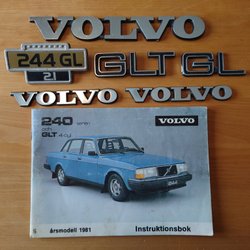 VOLVO
244 GL
2.1
GLT
GL
VOLVO
VOLVO
240 serien
och
GLT 4-cyl
VOLVO
årsmodell 1981
Instruktionsbok